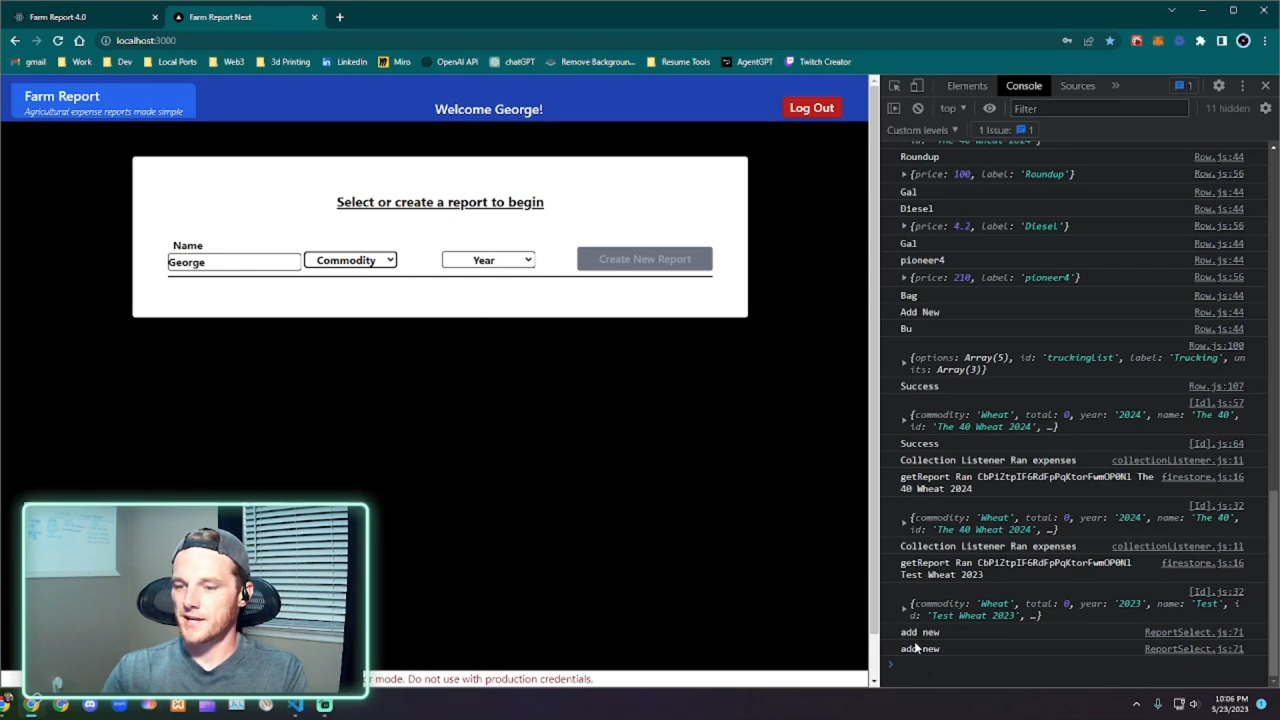 Farm Report 4.0
Farm Report Next
localhost:3000
gmail Work Dev Local Ports Web3 3d Printing LinkedIn Miro OpenAI API chatGPT Remove Backgroun... Resume Tools AgentGPT Twitch Creator
Farm Report
Agricultural expense reports made simple
Welcome George!
Log Out
Select or create a report to begin
Name
George
Commodity
Year
Create New Report
r mode. Do not use with production credentials.
Elements Console Sources 1
top Filter 11 hidden
Custom levels 1 Issue: 1
id: 'The 40 Wheat 2024'}
Roundup Row.js:44
{price: 100, label: 'Roundup'} Row.js:56
Gal Row.js:44
Diesel Row.js:44
{price: 4.2, label: 'Diesel'} Row.js:56
Gal Row.js:44
pioneer4 Row.js:44
{price: 210, label: 'pioneer4'} Row.js:56
Bag Row.js:44
Add New Row.js:44
Bu Row.js:44
Row.js:100
{options: Array(5), id: 'truckingList', label: 'Trucking', un
its: Array(3)}
Success Row.js:107
[Id].js:57
{commodity: 'Wheat', total: 0, year: '2024', name: 'The 40',
id: 'The 40 Wheat 2024', …}
Success [Id].js:64
Collection Listener Ran expenses collectionListener.js:11
getReport Ran CbPiZtpIF6RdFpPqKtorFwmOP0Nl The firestore.js:16
40 Wheat 2024
[Id].js:32
{commodity: 'Wheat', total: 0, year: '2024', name: 'The 40',
id: 'The 40 Wheat 2024', …}
Collection Listener Ran expenses collectionListener.js:11
getReport Ran CbPiZtpIF6RdFpPqKtorFwmOP0Nl firestore.js:16
Test Wheat 2023
[Id].js:32
{commodity: 'Wheat', total: 0, year: '2023', name: 'Test', i
d: 'Test Wheat 2023', …}
add new ReportSelect.js:71
add new ReportSelect.js:71
10:06 PM
5/23/2023
1